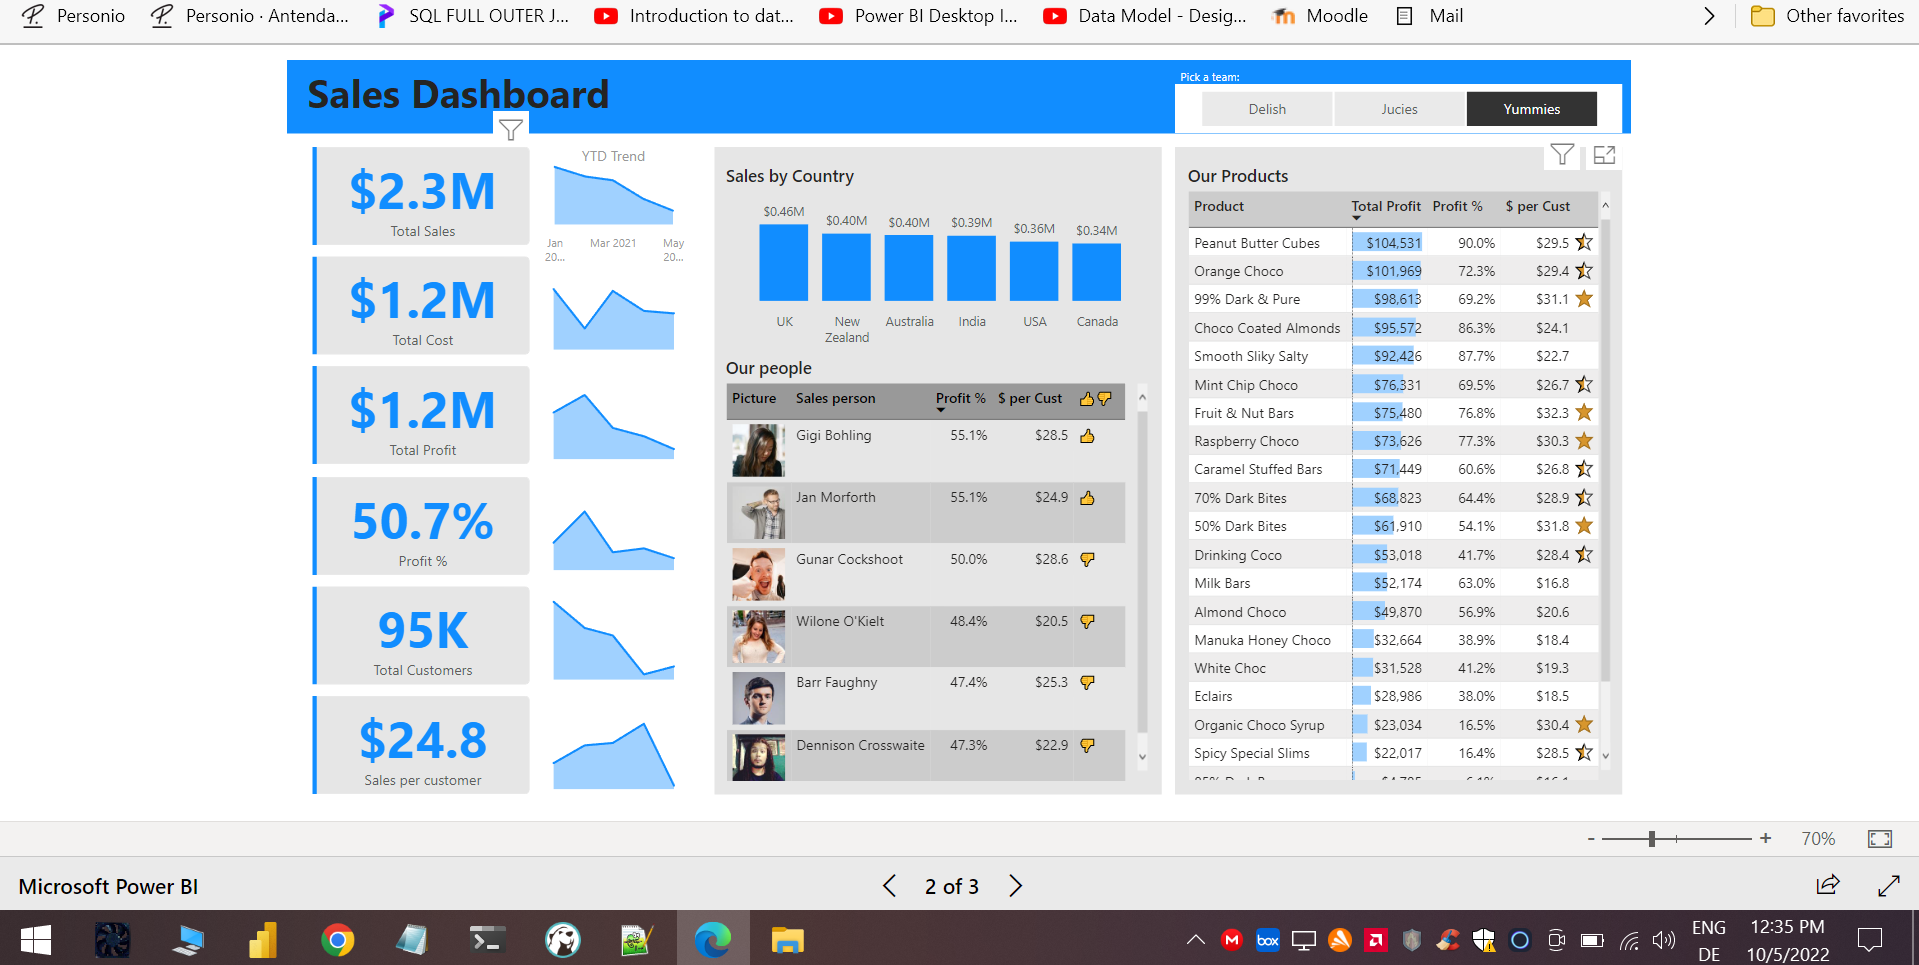 Personio
Personio · Antenda...
SQL FULL OUTER J...
Introduction to dat...
Power BI Desktop I...
Data Model - Desig...
Moodle
Mail
Other favorites
Sales Dashboard
Pick a team:
Delish
Jucies
Yummies
$2.3M
Total Sales
$1.2M
Total Cost
$1.2M
Total Profit
50.7%
Profit %
95K
Total Customers
$24.8
Sales per customer
YTD Trend
Jan 20...
Mar 2021
May 20...
Sales by Country
$0.46M
$0.40M
$0.40M
$0.39M
$0.36M
$0.34M
UK
New Zealand
Australia
India
USA
Canada
Our people
Picture Sales person Profit % $ per Cust
Gigi Bohling 55.1% $28.5
Jan Morforth 55.1% $24.9
Gunar Cockshoot 50.0% $28.6
Wilone O'Kielt 48.4% $20.5
Barr Faughny 47.4% $25.3
Dennison Crosswaite 47.3% $22.9
Our Products
Product Total Profit Profit % $ per Cust
Peanut Butter Cubes $104,531 90.0% $29.5
Orange Choco $101,969 72.3% $29.4
99% Dark & Pure $98,613 69.2% $31.1
Choco Coated Almonds $95,572 86.3% $24.1
Smooth Sliky Salty $92,426 87.7% $22.7
Mint Chip Choco $76,331 69.5% $26.7
Fruit & Nut Bars $75,480 76.8% $32.3
Raspberry Choco $73,626 77.3% $30.3
Caramel Stuffed Bars $71,449 60.6% $26.8
70% Dark Bites $68,823 64.4% $28.9
50% Dark Bites $61,910 54.1% $31.8
Drinking Coco $53,018 41.7% $28.4
Milk Bars $52,174 63.0% $16.8
Almond Choco $49,870 56.9% $20.6
Manuka Honey Choco $32,664 38.9% $18.4
White Choc $31,528 41.2% $19.3
Eclairs $28,986 38.0% $18.5
Organic Choco Syrup $23,034 16.5% $30.4
Spicy Special Slims $22,017 16.4% $28.5
- + 70%
Microsoft Power BI
2 of 3
box
ENG
DE
12:35 PM
10/5/2022